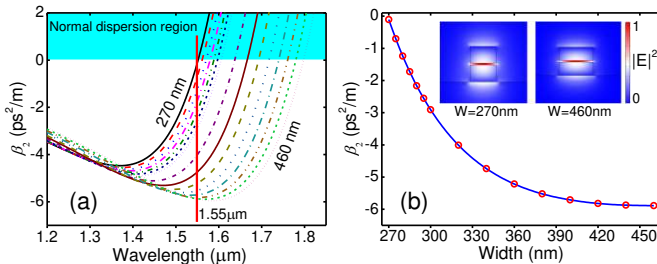 Normal dispersion region
2
0
-2
-4
-6
β₂ (ps²/m)
270 nm
460 nm
(a)
1.55μm
1.2 1.3 1.4 1.5 1.6 1.7 1.8
Wavelength (μm)
0
-1
-2
-3
-4
-5
-6
β₂ (ps²/m)
1
|E|²
0
W=270nm W=460nm
(b)
270 300 330 360 390 420 450
Width (nm)